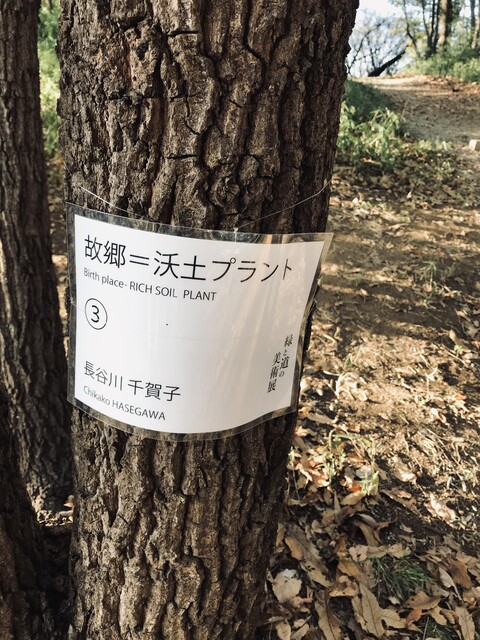 故郷＝沃土プラント
Birth place- RICH SOIL PLANT
③
緑と道の
美術展
長谷川 千賀子
Chikako HASEGAWA